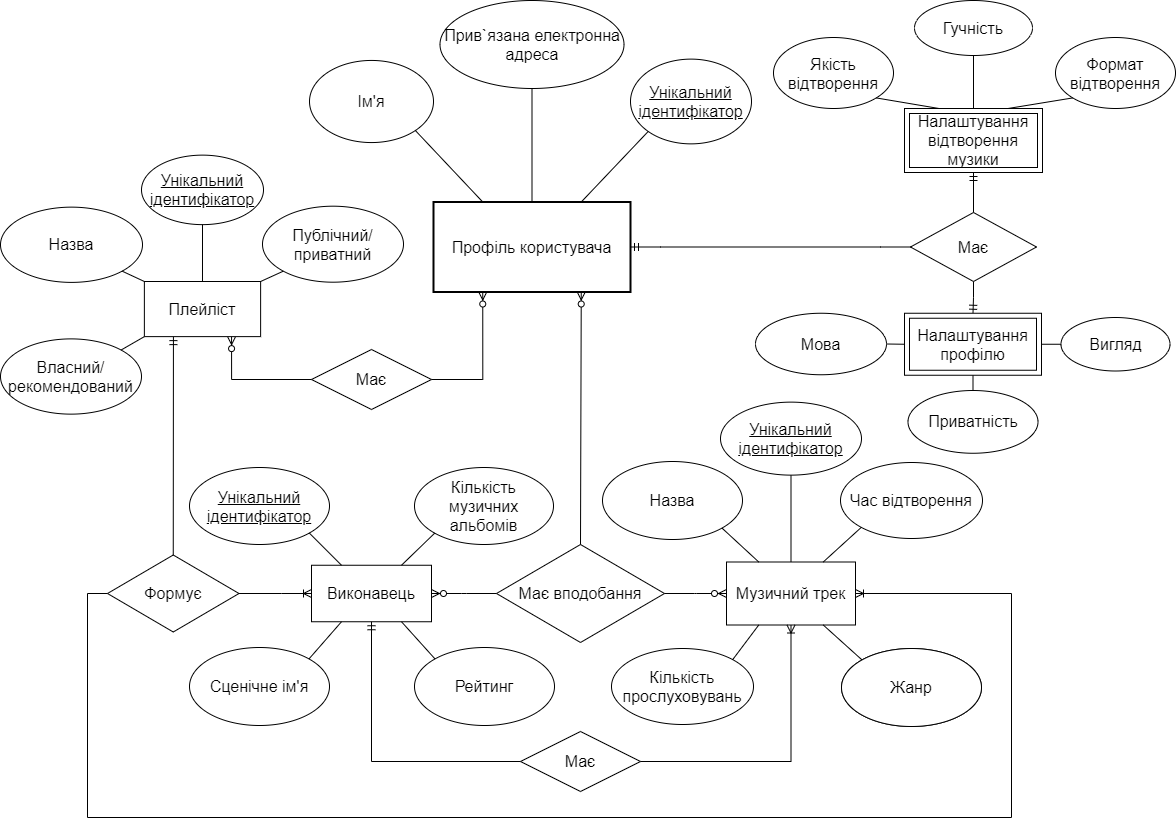 Гучність
Прив`язана електронна
адреса
Якість
відтворення
Формат
відтворення
Ім'я
Унікальний
ідентифікатор
Налаштування
відтворення
музики
Унікальний
ідентифікатор
Назва
Публічний/
приватний
Профіль користувача
Має
Плейліст
Мова
Налаштування
профілю
Вигляд
Власний/
рекомендований
Має
Приватність
Унікальний
ідентифікатор
Унікальний
ідентифікатор
Кількість
музичних
альбомів
Назва
Час відтворення
Формує
Виконавець
Має вподобання
Музичний трек
Сценічне ім'я
Рейтинг
Кількість
прослуховувань
Жанр
Має